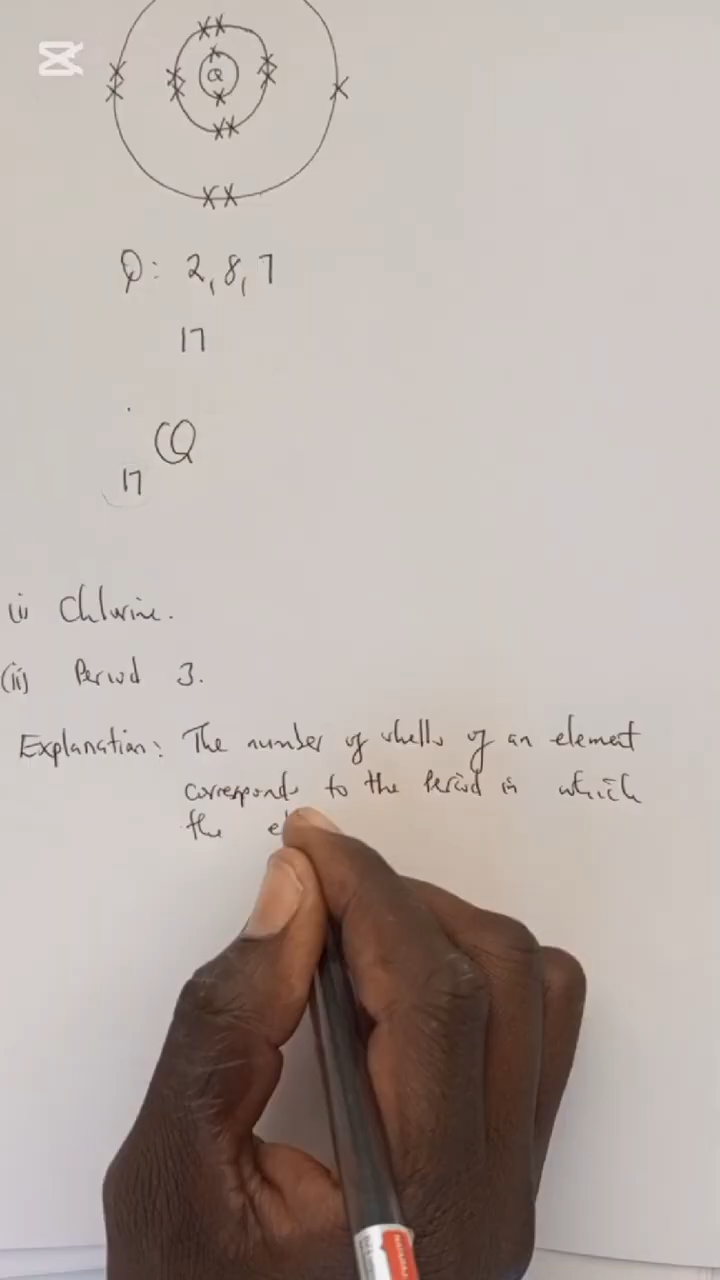 Q
Q: 2, 8, 7
17
Q
17
(i) Chlorine.
(ii) Period 3.
Explanation: The number of shells of an element
corresponds to the Period in which
the el